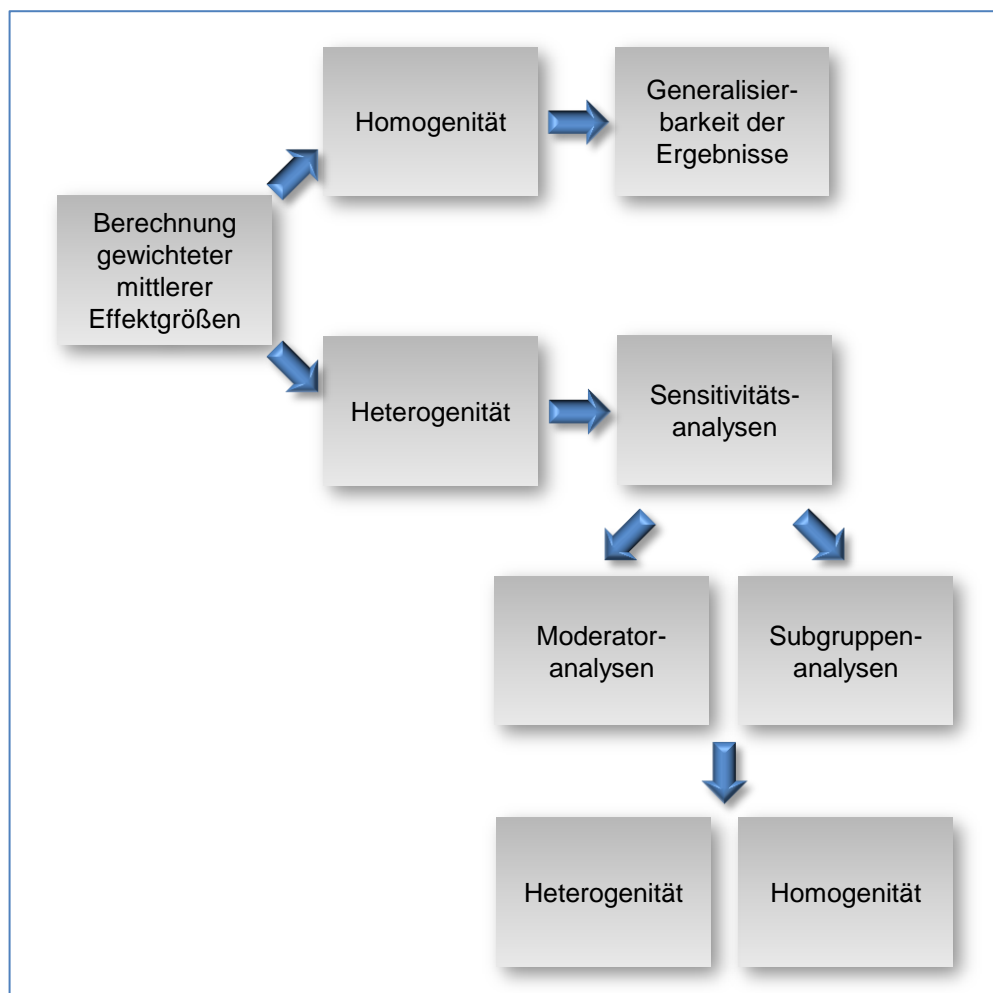 Homogenität
Generalisier-
barkeit der
Ergebnisse
Berechnung
gewichteter
mittlerer
Effektgrößen
Heterogenität
Sensitivitäts-
analysen
Moderator-
analysen
Subgruppen-
analysen
Heterogenität
Homogenität